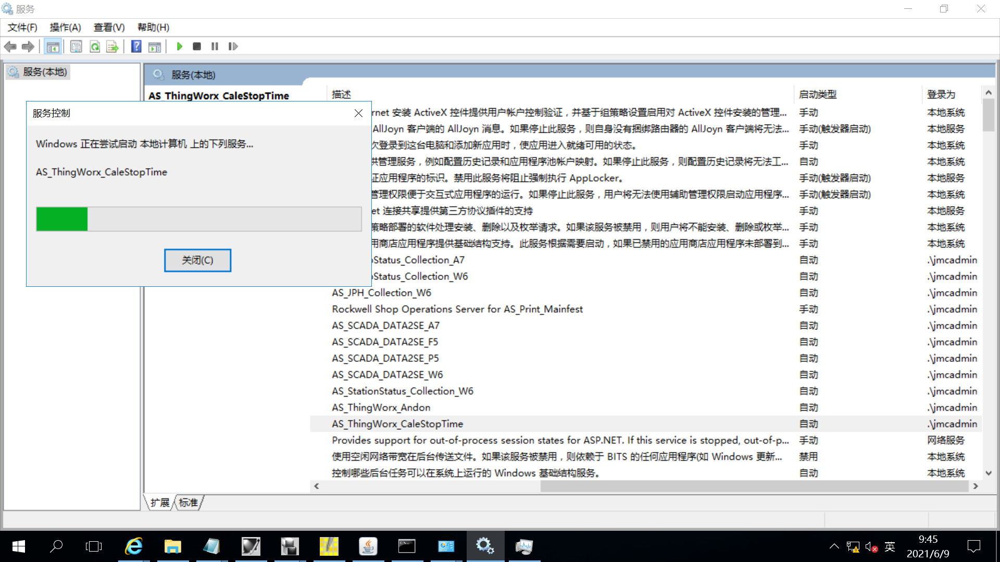 服务
文件(F) 操作(A) 查看(V) 帮助(H)
服务(本地)
服务(本地)
AS_ThingWorx_CaleStopTime
描述 启动类型 登录为
服务控制
Windows 正在尝试启动 本地计算机 上的下列服务...
AS_ThingWorx_CaleStopTime
关闭(C)
rnet 安装 ActiveX 控件提供用户帐户控制验证，并基于组策略设置启用对 ActiveX 控件安装的管理... 手动 本地系统
AllJoyn 客户端的 AllJoyn 消息。如果停止此服务，则自身没有捆绑路由器的 AllJoyn 客户端将无法... 手动(触发器启动) 本地服务
次登录到这台电脑和添加新应用时，使应用进入就绪可用的状态。 手动 本地系统
供管理服务，例如配置历史记录和应用程序池帐户映射。如果停止此服务，则配置历史记录将无法工... 自动 本地系统
证应用程序的标识。禁用此服务将阻止强制执行 AppLocker。 手动(触发器启动) 本地服务
管理权限便于交互式应用程序的运行。如果停止此服务，用户将无法使用辅助管理权限启动应用程序... 手动(触发器启动) 本地系统
et 连接共享提供第三方协议插件的支持 手动 本地服务
策略部署的软件处理安装、删除以及枚举请求。如果该服务被禁用，则用户将不能安装、删除或枚举... 手动 本地系统
用商店应用程序提供基础结构支持。此服务根据需要启动，如果已禁用的应用商店应用程序未部署到... 手动 本地系统
Status_Collection_A7 自动 .\jmcadmin
Status_Collection_W6 自动 .\jmcadmin
AS_JPH_Collection_W6 自动 .\jmcadmin
Rockwell Shop Operations Server for AS_Print_Mainfest 手动 .\jmcadmin
AS_SCADA_DATA2SE_A7 自动 .\jmcadmin
AS_SCADA_DATA2SE_F5 自动 .\jmcadmin
AS_SCADA_DATA2SE_P5 自动 .\jmcadmin
AS_SCADA_DATA2SE_W6 自动 .\jmcadmin
AS_StationStatus_Collection_W6 自动 .\jmcadmin
AS_ThingWorx_Andon 自动 .\jmcadmin
AS_ThingWorx_CaleStopTime 自动 .\jmcadmin
Provides support for out-of-process session states for ASP.NET. If this service is stopped, out-of-p... 手动 网络服务
使用空闲网络带宽在后台传送文件。如果该服务被禁用，则依赖于 BITS 的任何应用程序(如 Windows 更新... 禁用 本地系统
控制哪些后台任务可以在系统上运行的 Windows 基础结构服务。 自动 本地系统
扩展 标准
英
9:45
2021/6/9